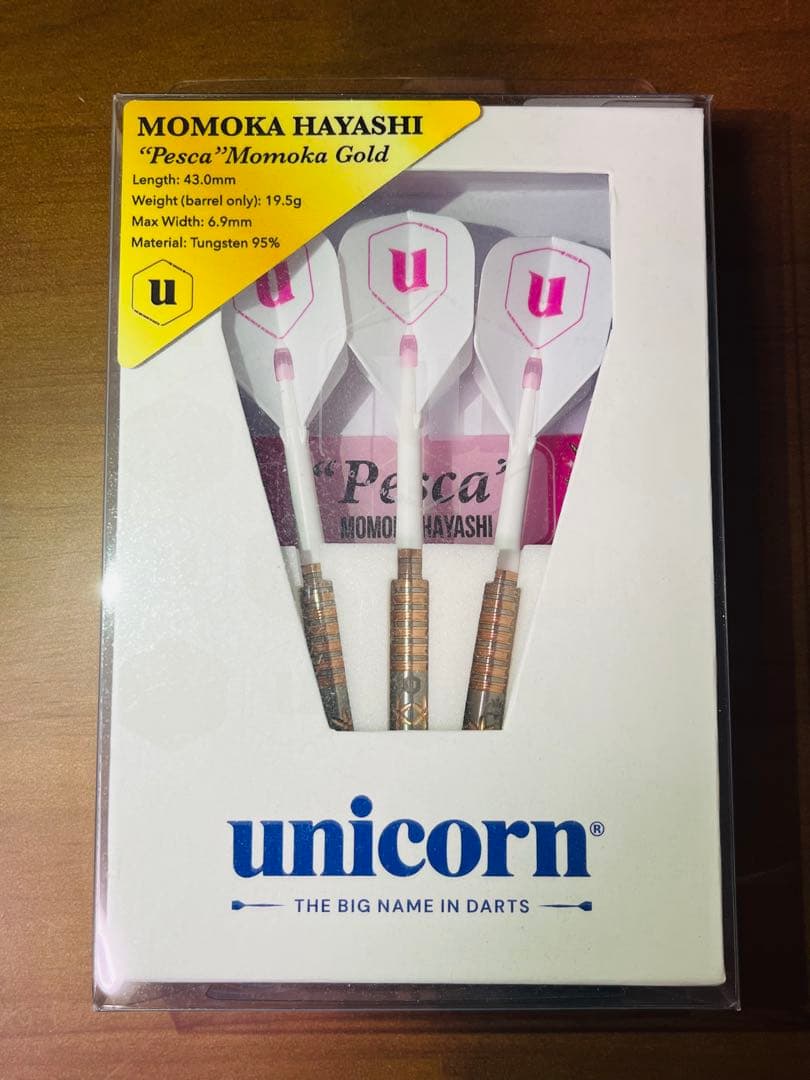 MOMOKA HAYASHI
“Pesca”Momoka Gold
Length: 43.0mm
Weight (barrel only): 19.5g
Max Width: 6.9mm
Material: Tungsten 95%
u
u
u
u
“Pesca”
MOMOKA HAYASHI
unicorn®
THE BIG NAME IN DARTS